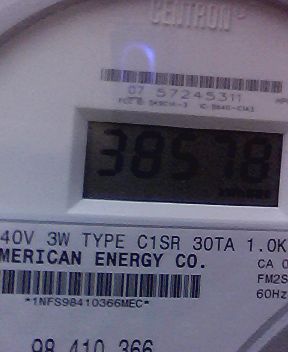 CENTRON
07 57245311
38578
40V 3W TYPE C1SR 30TA 1.0K
MERICAN ENERGY CO.
CA 0
FM2S
60Hz
*1NFS98410366MEC*
98 410 366